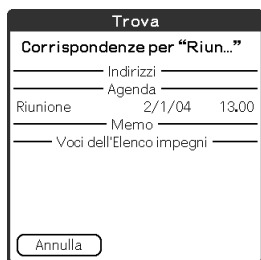 Trova
Corrispondenze per “Riun...”
Indirizzi
Agenda
Riunione 2/1/04 13.00
Memo
Voci dell'Elenco impegni
Annulla